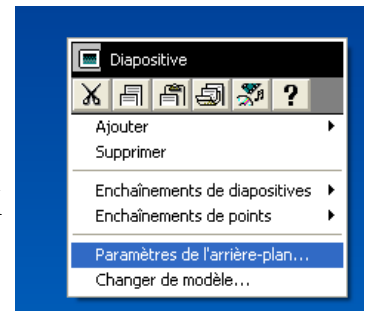 Diapositive
?
Ajouter
Supprimer
Enchaînements de diapositives
Enchaînements de points
Paramètres de l'arrière-plan...
Changer de modèle...